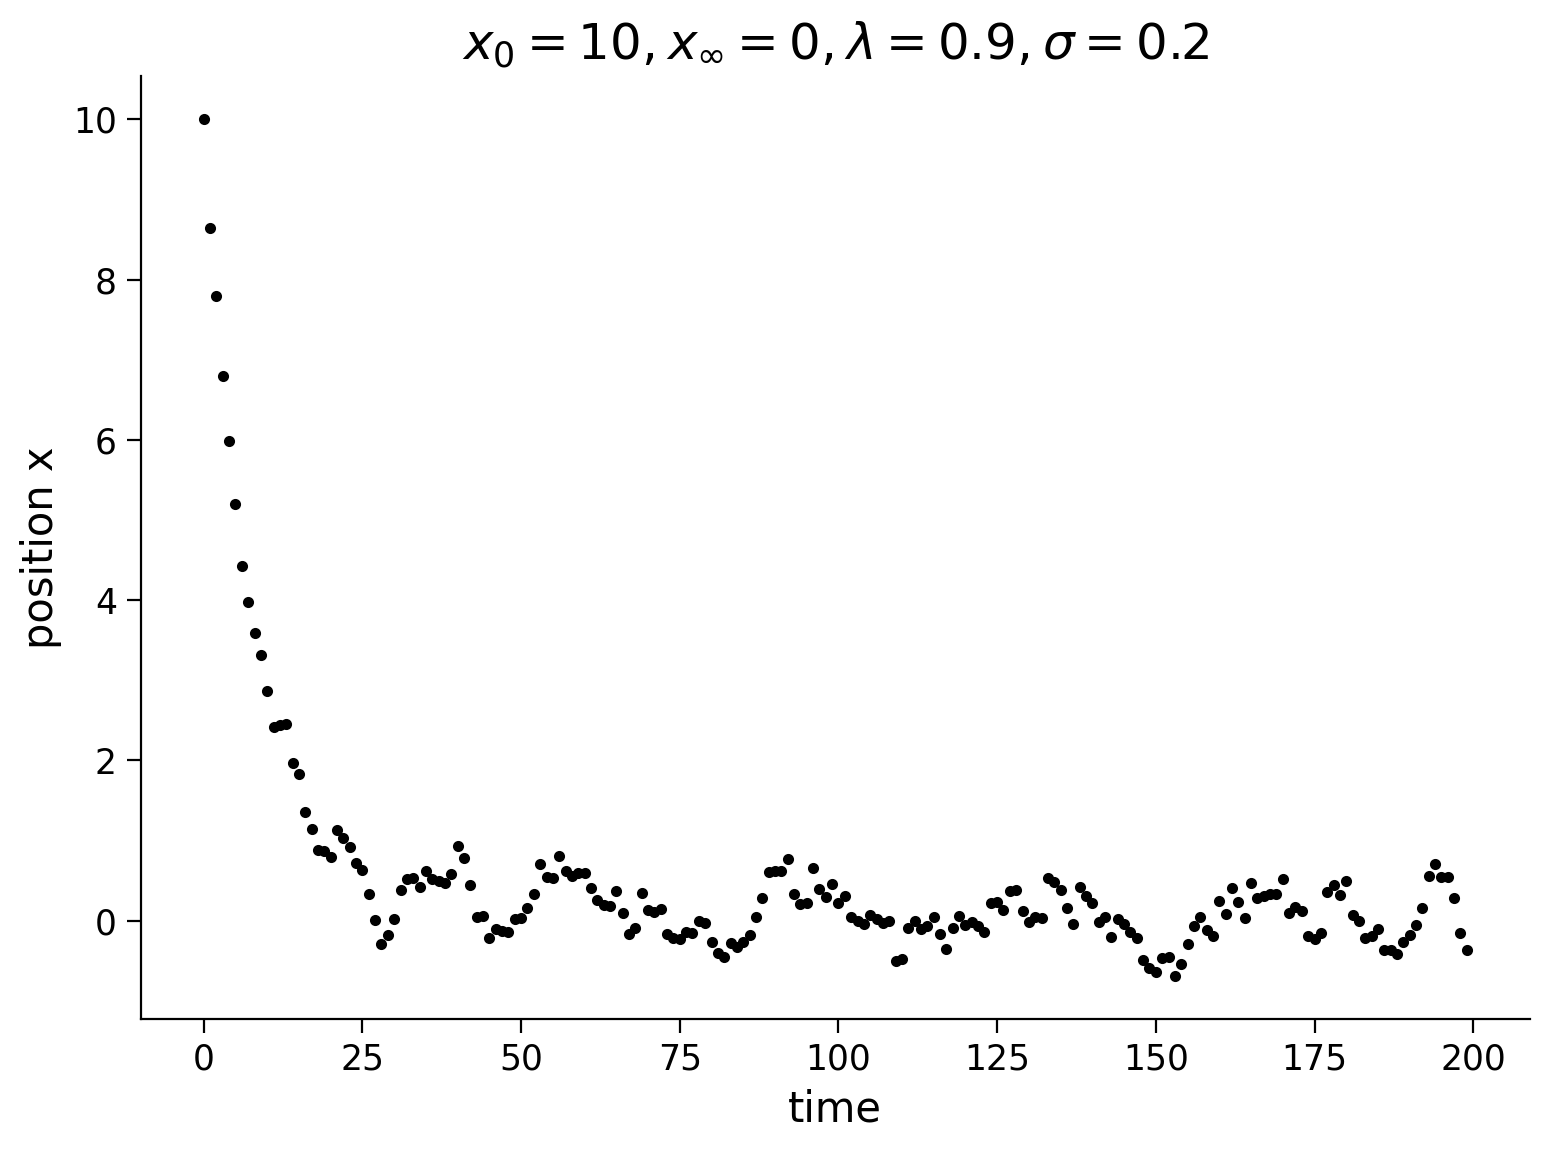 x₀ = 10, x∞ = 0, λ = 0.9, σ = 0.2
10
8
6
4
2
0
position x
0 25 50 75 100 125 150 175 200
time